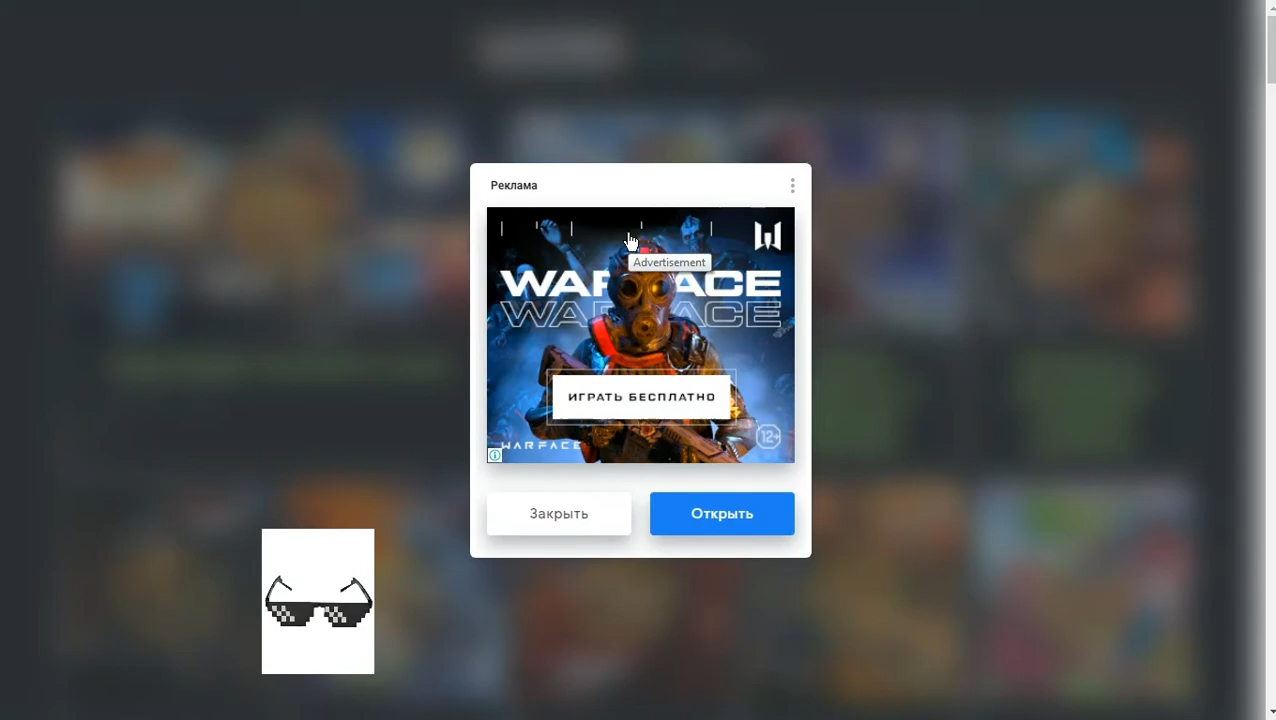 Реклама
Advertisement
WARFACE
WARFACE
ИГРАТЬ БЕСПЛАТНО
WARFACE
12+
Закрыть
Открыть